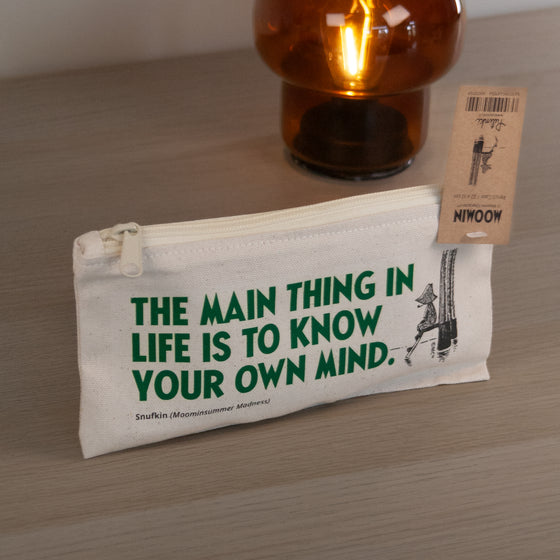 THE MAIN THING IN
LIFE IS TO KNOW
YOUR OWN MIND.
Snufkin (Moominsummer Madness)
MOOMIN